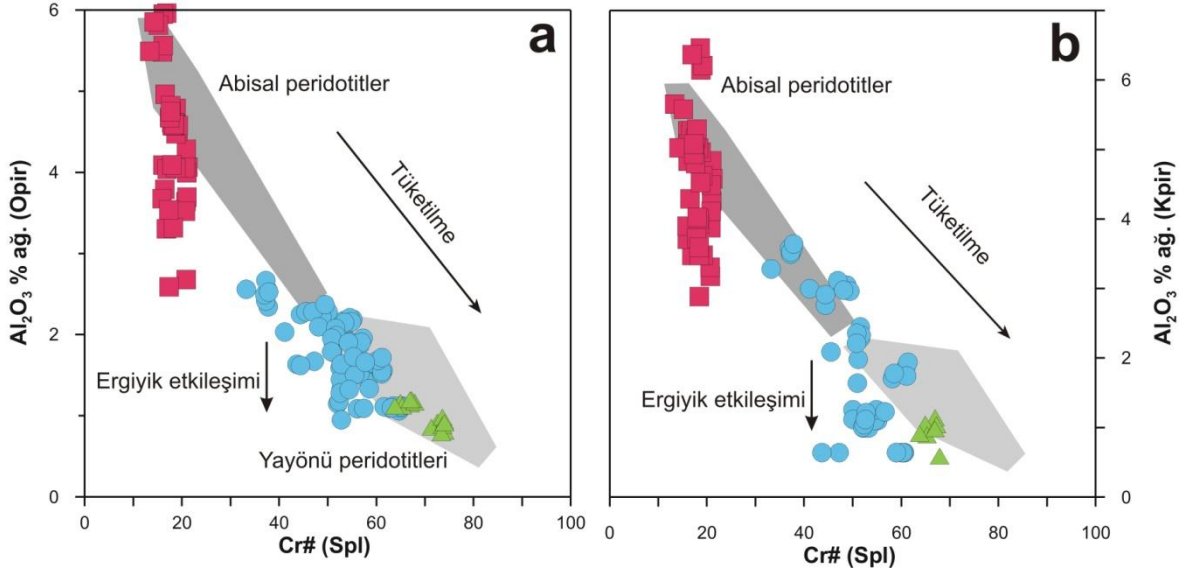 a
6
4
2
0
Al₂O₃ % ağ. (Opir)
Abisal peridotitler
Tüketilme
Ergiyik etkileşimi
Yayönü peridotitleri
0 20 40 60 80 100
Cr# (Spl)
b
Abisal peridotitler
Tüketilme
Ergiyik etkileşimi
6
4
2
0
Al₂O₃ % ağ. (Kpir)
0 20 40 60 80 100
Cr# (Spl)